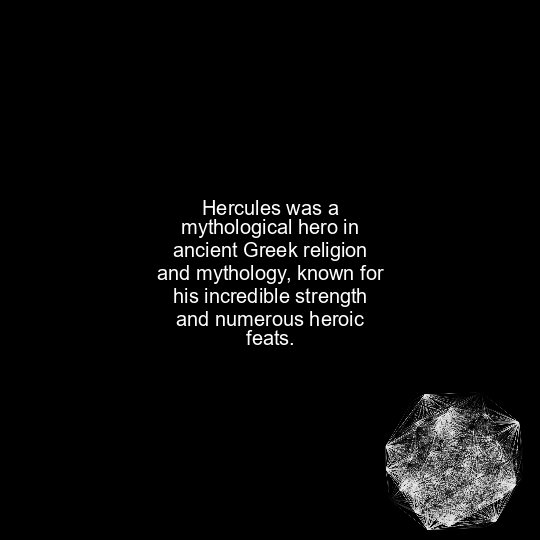 Hercules was a
mythological hero in
ancient Greek religion
and mythology, known for
his incredible strength
and numerous heroic
feats.